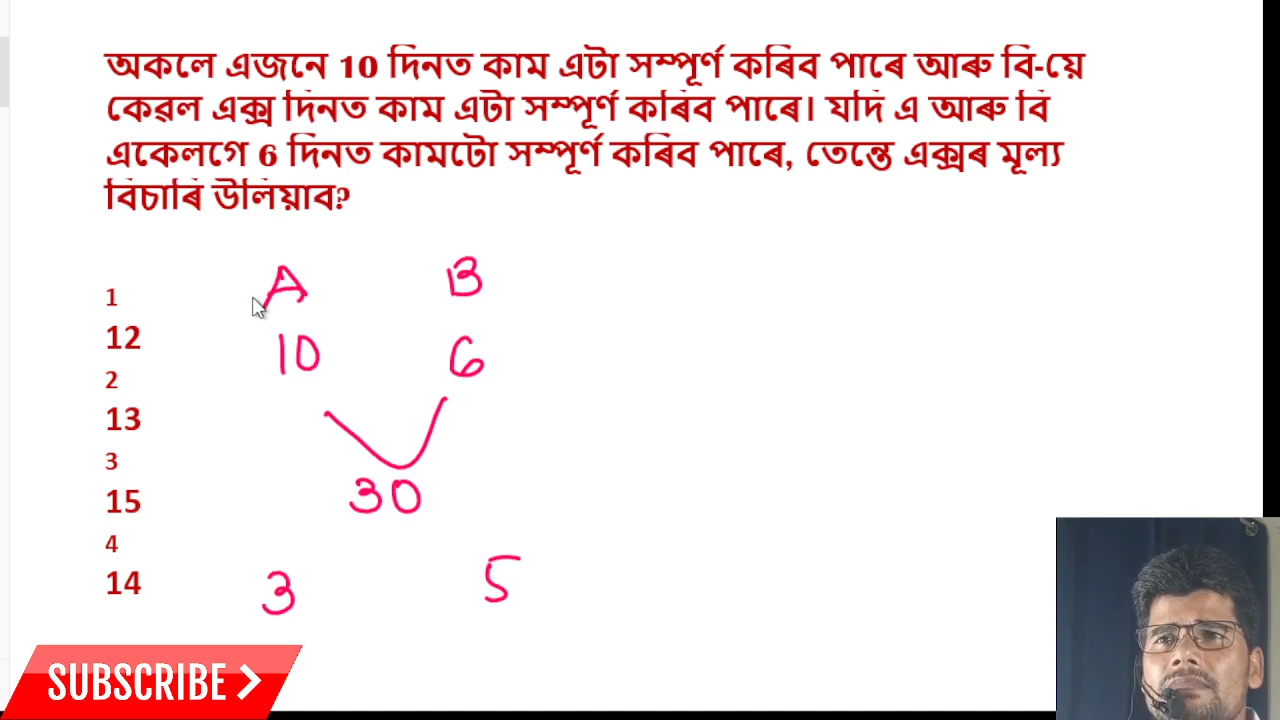 অকলে এজনে 10 দিনত কাম এটা সম্পূৰ্ণ কৰিব পাৰে আৰু বি-য়ে
কেৱল এক্স দিনত কাম এটা সম্পূৰ্ণ কৰিব পাৰে। যদি এ আৰু বি
একেলগে 6 দিনত কামটো সম্পূৰ্ণ কৰিব পাৰে, তেন্তে এক্সৰ মূল্য
বিচাৰি উলিয়াব?
1
A B
12
10 6
2
13
3
15
30
4
14
3 5
SUBSCRIBE